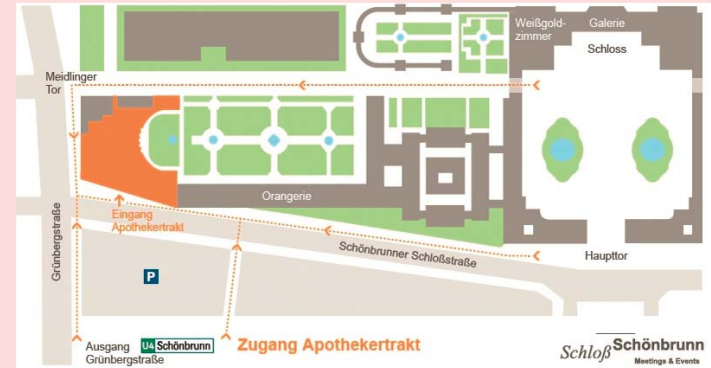 Weißgold-
zimmer
Galerie
Schloss
Meidlinger
Tor
Orangerie
Eingang
Apothekertrakt
Grünbergstraße
Schönbrunner Schloßstraße
Haupttor
P
Ausgang
Grünbergstraße
U4 Schönbrunn
Zugang Apothekertrakt
Schloß Schönbrunn
Meetings & Events